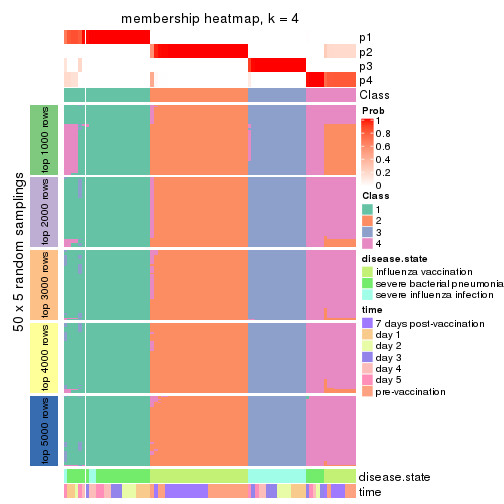 membership heatmap, k = 4
p1
p2
p3
p4
Class
50 x 5 random samplings
top 1000 rows
top 2000 rows
top 3000 rows
top 4000 rows
top 5000 rows
Prob
1
0.8
0.6
0.4
0.2
0
Class
1
2
3
4
disease.state
influenza vaccination
severe bacterial pneumonia
severe influenza infection
time
7 days post-vaccination
day 1
day 2
day 3
day 4
day 5
pre-vaccination
disease.state
time